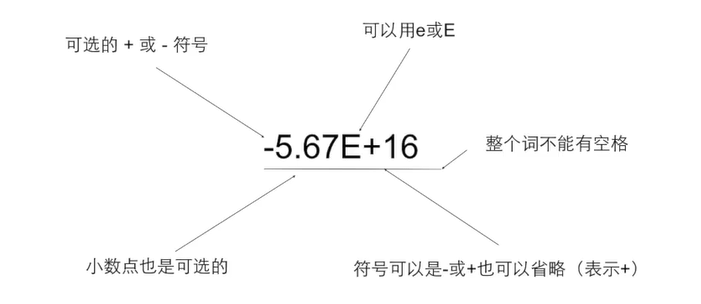 可以用e或E
可选的 + 或 - 符号
-5.67E+16
整个词不能有空格
小数点也是可选的
符号可以是-或+也可以省略（表示+）